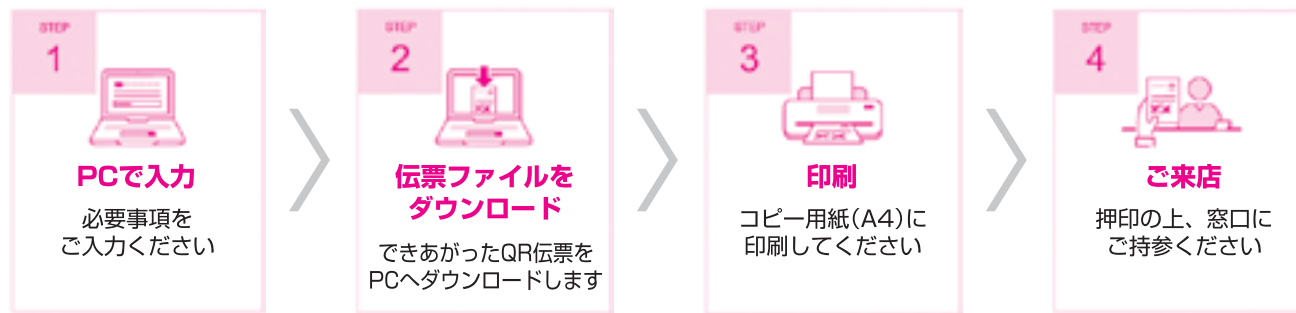 STEP
1
PCで入力
必要事項を
ご入力ください
STEP
2
伝票ファイルを
ダウンロード
できあがったQR伝票を
PCへダウンロードします
STEP
3
印刷
コピー用紙(A4)に
印刷してください
STEP
4
ご来店
押印の上、窓口に
ご持参ください